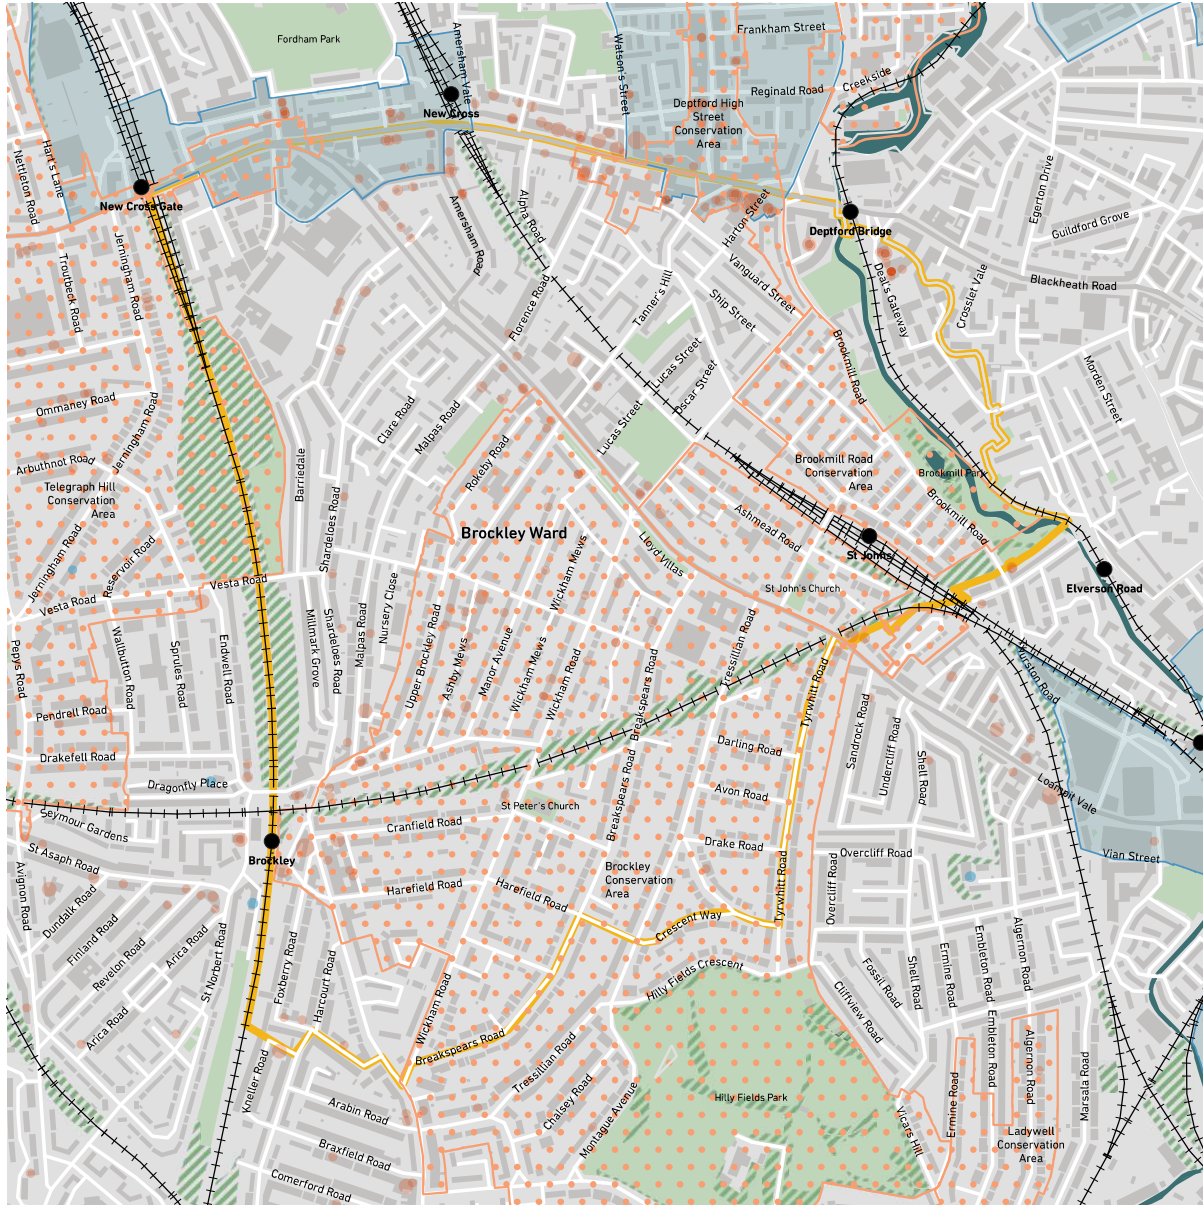 Fordham Park
Amersham Vale
Watson's Street
Frankham Street
Reginald Road
Creekside
New Cross
Deptford High
Street
Conservation
Area
Hart's Lane
Nettleton Road
New Cross Gate
Egerton Drive
Guildford Grove
Alpha Road
Amersham Road
Harton Street
Deptford Bridge
Troutbeck Road
Jerningham Road
Florence Road
Tanner's Hill
Vanguard Street
Ship Street
Deal's Gateway
Crosslet Vale
Blackheath Road
Lucas Street
Oscar Street
Brookmill Road
Morden Street
Ommaney Road
Jerningham Road
Clare Road
Malpas Road
Lucas Street
Arbuthnot Road
Telegraph Hill
Conservation
Area
Barriedale
Rokeby Road
Brookmill Road
Conservation
Area
Brookmill Park
Shardeloes Road
Brockley Ward
Ashmead Road
Brookmill Road
St Johns
Jerningham Road
Reservoir Road
Wickham Mews
Lloyd Villas
Vesta Road
Vesta Road
Nursery Close
St John's Church
Elverson Road
Pepys Road
Wallbutton Road
Sprules Road
Endwell Road
Millmark Grove
Shardeloes Road
Malpas Road
Upper Brockley Road
Ashby Mews
Manor Avenue
Wickham Mews
Wickham Road
Breakspears Road
Tressillian Road
Tyrwhitt Road
Thurston Road
Pendrell Road
Sandrock Road
Undercliff Road
Shell Road
Drakefell Road
Dragonfly Place
Darling Road
Avon Road
Loampit Vale
Seymour Gardens
Cranfield Road
St Peter's Church
Breakspears Road
Drake Road
Overcliff Road
Vian Street
St Asaph Road
Brockley
Brockley
Conservation
Area
Avignon Road
Dundalk Road
Finland Road
Revelon Road
Arica Road
Harefield Road
Harefield Road
Tyrwhitt Road
Overcliff Road
Crescent Way
St Norbert Road
Foxberry Road
Harcourt Road
Wickham Road
Hilly Fields Crescent
Fossil Road
Shell Road
Ermine Road
Embleton Road
Algernon Road
Cliffview Road
Arica Road
Breakspears Road
Tressillian Road
Embleton Road
Algernon Road
Kneller Road
Arabin Road
Chalsey Road
Montague Avenue
Hilly Fields Park
Vicars Hill
Ermine Road
Marsala Road
Braxfield Road
Ladywell
Conservation
Area
Comerford Road